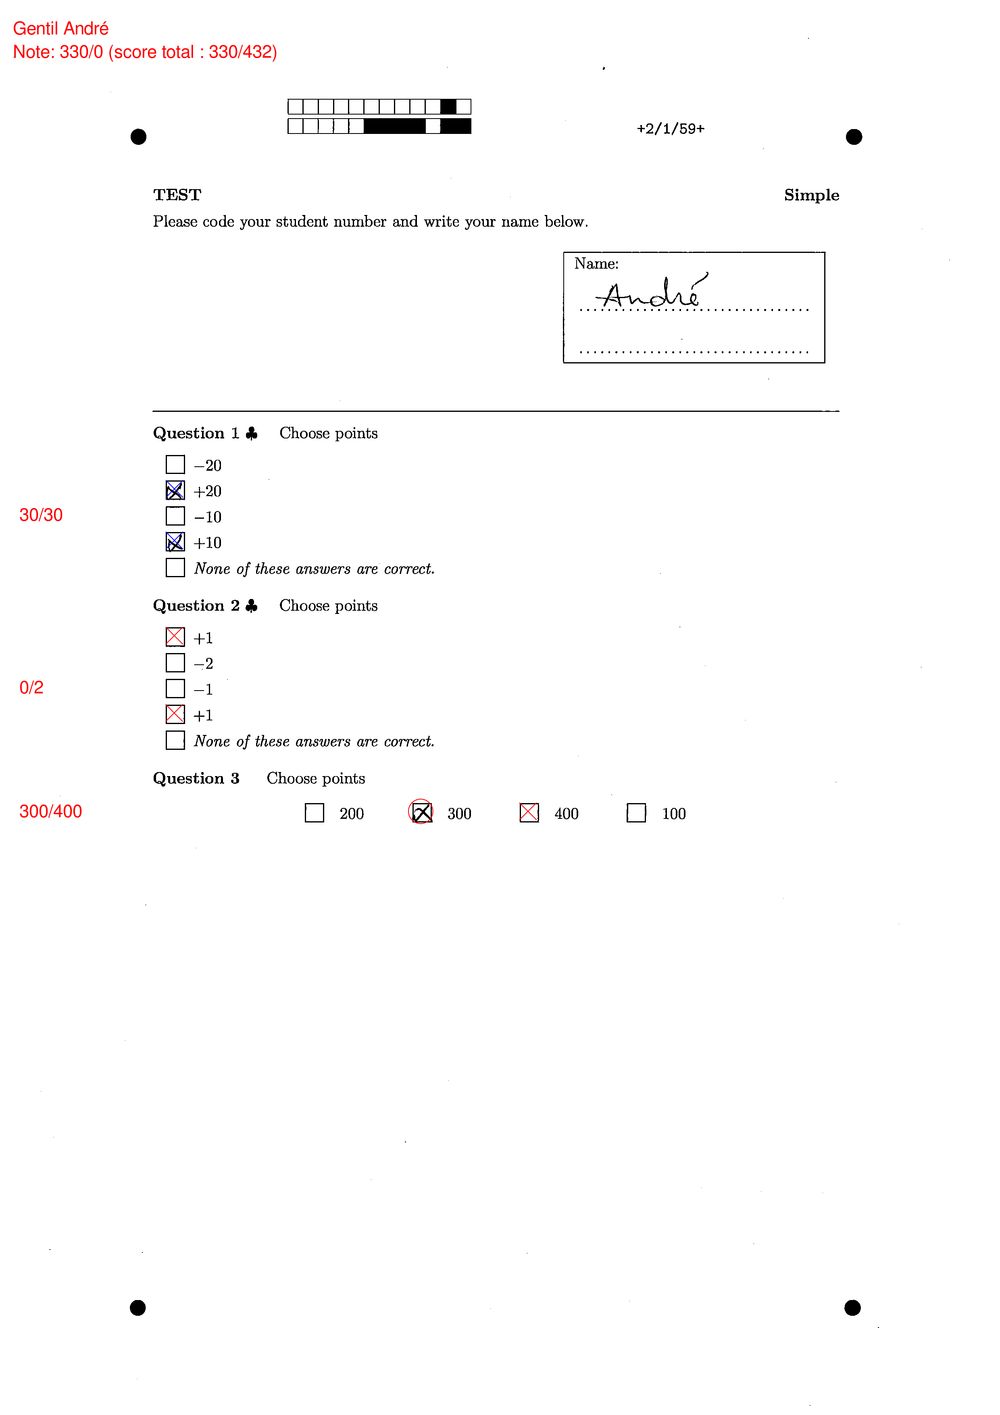 Gentil André
Note: 330/0 (score total : 330/432)
+2/1/59+
TEST Simple
Please code your student number and write your name below.
Name:
André
Question 1 ♣ Choose points
−20
+20
30/30
−10
+10
None of these answers are correct.
Question 2 ♣ Choose points
+1
−2
0/2
−1
+1
None of these answers are correct.
Question 3 Choose points
300/400
200 300 400 100